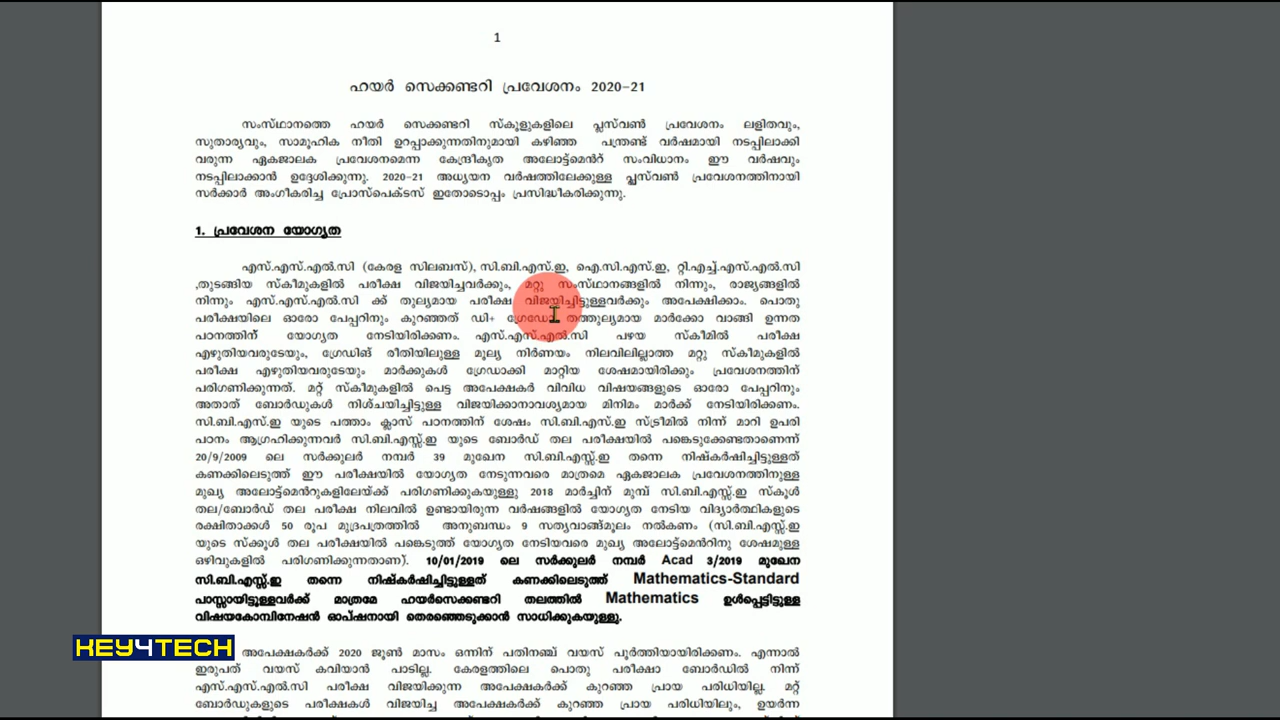 1
ഹയർ സെക്കണ്ടറി പ്രവേശനം 2020-21
സംസ്ഥാനത്തെ ഹയർ സെക്കണ്ടറി സ്കൂളുകളിലെ പ്ലസ്‌വൺ പ്രവേശനം ലളിതവും,
സുതാര്യവും, സാമൂഹിക നീതി ഉറപ്പാക്കുന്നതിനുമായി കഴിഞ്ഞ പന്ത്രണ്ട് വർഷമായി നടപ്പിലാക്കി
വരുന്ന ഏകജാലക പ്രവേശനമെന്ന കേന്ദ്രീകൃത അലോട്ട്മെൻറ് സംവിധാനം ഈ വർഷവും
നടപ്പിലാക്കാൻ ഉദ്ദേശിക്കുന്നു. 2020-21 അധ്യയന വർഷത്തിലേക്കുള്ള പ്ലസ്‌വൺ പ്രവേശനത്തിനായി
സർക്കാർ അംഗീകരിച്ച പ്രോസ്പെക്ടസ് ഇതോടൊപ്പം പ്രസിദ്ധീകരിക്കുന്നു.
1. പ്രവേശന യോഗ്യത
എസ്.എസ്.എൽ.സി (കേരള സിലബസ്), സി.ബി.എസ്.ഇ, ഐ.സി.എസ്.ഇ, റ്റി.എച്ച്.എസ്.എൽ.സി
,തുടങ്ങിയ സ്കീമുകളിൽ പരീക്ഷ വിജയിച്ചവർക്കും, മറ്റു സംസ്ഥാനങ്ങളിൽ നിന്നും, രാജ്യങ്ങളിൽ
നിന്നും എസ്.എസ്.എൽ.സി ക്ക് തുല്യമായ പരീക്ഷ വിജയിച്ചിട്ടുള്ളവർക്കും അപേക്ഷിക്കാം. പൊതു
പരീക്ഷയിലെ ഓരോ പേപ്പറിനും കുറഞ്ഞത് ഡി+ ഗ്രേഡോ തത്തുല്യമായ മാർക്കോ വാങ്ങി ഉന്നത
പഠനത്തിന് യോഗ്യത നേടിയിരിക്കണം. എസ്.എസ്.എൽ.സി പഴയ സ്കീമിൽ പരീക്ഷ
എഴുതിയവരുടേയും, ഗ്രേഡിങ് രീതിയിലുള്ള മൂല്യ നിർണയം നിലവിലില്ലാത്ത മറ്റു സ്കീമുകളിൽ
പരീക്ഷ എഴുതിയവരുടേയും മാർക്കുകൾ ഗ്രേഡാക്കി മാറ്റിയ ശേഷമായിരിക്കും പ്രവേശനത്തിന്
പരിഗണിക്കുന്നത്. മറ്റ് സ്കീമുകളിൽ പെട്ട അപേക്ഷകർ വിവിധ വിഷയങ്ങളുടെ ഓരോ പേപ്പറിനും
അതാത് ബോർഡുകൾ നിശ്ചയിച്ചിട്ടുള്ള വിജയിക്കാനാവശ്യമായ മിനിമം മാർക്ക് നേടിയിരിക്കണം.
സി.ബി.എസ്.ഇ യുടെ പത്താം ക്ലാസ് പഠനത്തിന് ശേഷം സി.ബി.എസ്.ഇ സ്ട്രീമിൽ നിന്ന് മാറി ഉപരി
പഠനം ആഗ്രഹിക്കുന്നവർ സി.ബി.എസ്സ്.ഇ യുടെ ബോർഡ് തല പരീക്ഷയിൽ പങ്കെടുക്കേണ്ടതാണെന്ന്
20/9/2009 ലെ സർക്കുലർ നമ്പർ 39 മുഖേന സി.ബി.എസ്സ്.ഇ തന്നെ നിഷ്കർഷിച്ചിട്ടുള്ളത്
കണക്കിലെടുത്ത് ഈ പരീക്ഷയിൽ യോഗ്യത നേടുന്നവരെ മാത്രമെ ഏകജാലക പ്രവേശനത്തിനുള്ള
മുഖ്യ അലോട്ട്മെൻറുകളിലേയ്ക്ക് പരിഗണിക്കുകയുള്ളു 2018 മാർച്ചിന് മുമ്പ് സി.ബി.എസ്സ്.ഇ സ്കൂൾ
തല/ബോർഡ് തല പരീക്ഷ നിലവിൽ ഉണ്ടായിരുന്ന വർഷങ്ങളിൽ യോഗ്യത നേടിയ വിദ്യാർത്ഥികളുടെ
രക്ഷിതാക്കൾ 50 രൂപ മുദ്രപത്രത്തിൽ അനുബന്ധം 9 സത്യവാങ്ങ്മൂലം നൽകണം (സി.ബി.എസ്സ്.ഇ
യുടെ സ്ക്കൂൾ തല പരീക്ഷയിൽ പങ്കെടുത്ത് യോഗ്യത നേടിയവരെ മുഖ്യ അലോട്ട്മെൻറിനു ശേഷമുള്ള
ഒഴിവുകളിൽ പരിഗണിക്കുന്നതാണ്). 10/01/2019 ലെ സർക്കുലർ നമ്പർ Acad 3/2019 മുഖേന
സി.ബി.എസ്സ്.ഇ തന്നെ നിഷ്കർഷിച്ചിട്ടുള്ളത് കണക്കിലെടുത്ത് Mathematics-Standard
പാസ്സായിട്ടുള്ളവർക്ക് മാത്രമേ ഹയർസെക്കണ്ടറി തലത്തിൽ Mathematics ഉൾപ്പെട്ടിട്ടുള്ള
വിഷയകോമ്പിനേഷൻ ഓപ്ഷനായി തെരഞ്ഞെടുക്കാൻ സാധിക്കുകയുള്ളു.
KEY4TECH
അപേക്ഷകർക്ക് 2020 ജൂൺ മാസം ഒന്നിന് പതിനഞ്ച് വയസ് പൂർത്തിയായിരിക്കണം. എന്നാൽ
ഇരുപത് വയസ് കവിയാൻ പാടില്ല. കേരളത്തിലെ പൊതു പരീക്ഷാ ബോർഡിൽ നിന്ന്
എസ്.എസ്.എൽ.സി പരീക്ഷ വിജയിക്കുന്ന അപേക്ഷകർക്ക് കുറഞ്ഞ പ്രായ പരിധിയില്ല. മറ്റ്
ബോർഡുകളുടെ പരീക്ഷകൾ വിജയിച്ച അപേക്ഷകർക്ക് കുറഞ്ഞ പ്രായ പരിധിയിലും, ഉയർന്ന